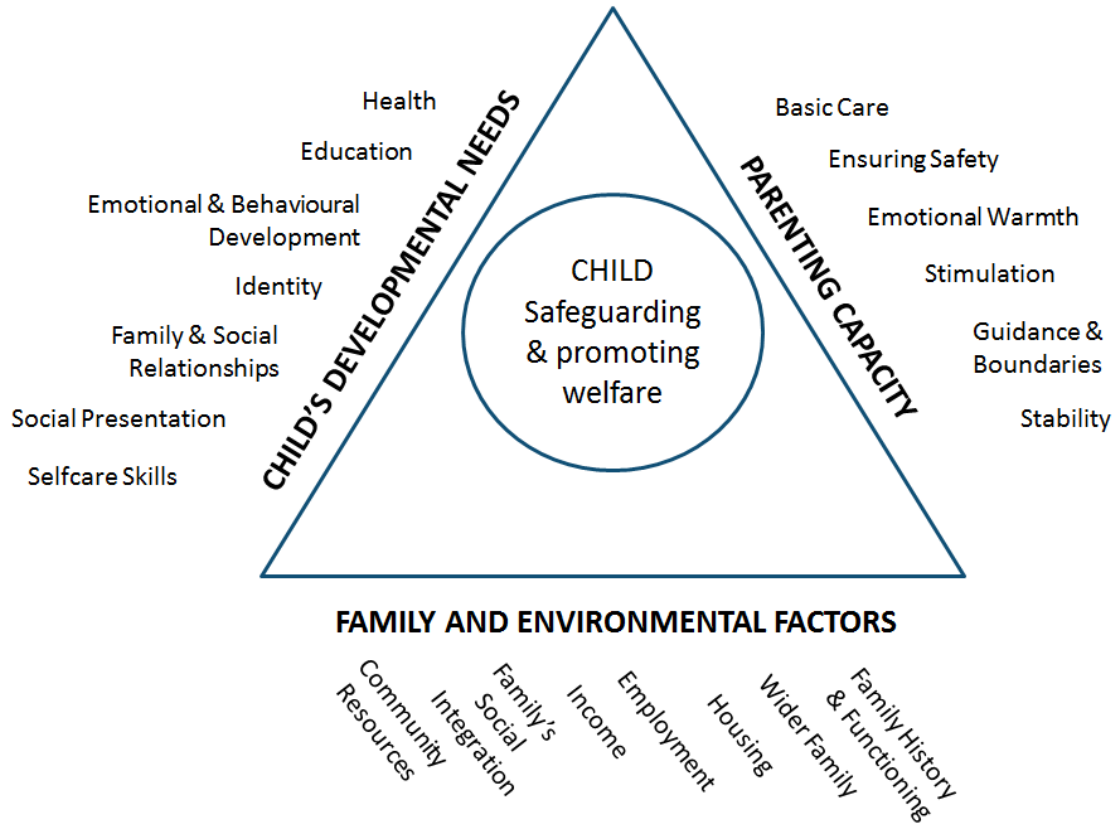 Health
Education
Emotional & Behavioural
Development
Identity
Family & Social
Relationships
Social Presentation
Selfcare Skills
CHILD'S DEVELOPMENTAL NEEDS
CHILD
Safeguarding
& promoting
welfare
PARENTING CAPACITY
Basic Care
Ensuring Safety
Emotional Warmth
Stimulation
Guidance &
Boundaries
Stability
FAMILY AND ENVIRONMENTAL FACTORS
Community
Resources
Family's
Social
Integration
Income
Employment
Housing
Wider Family
Family History
& Functioning